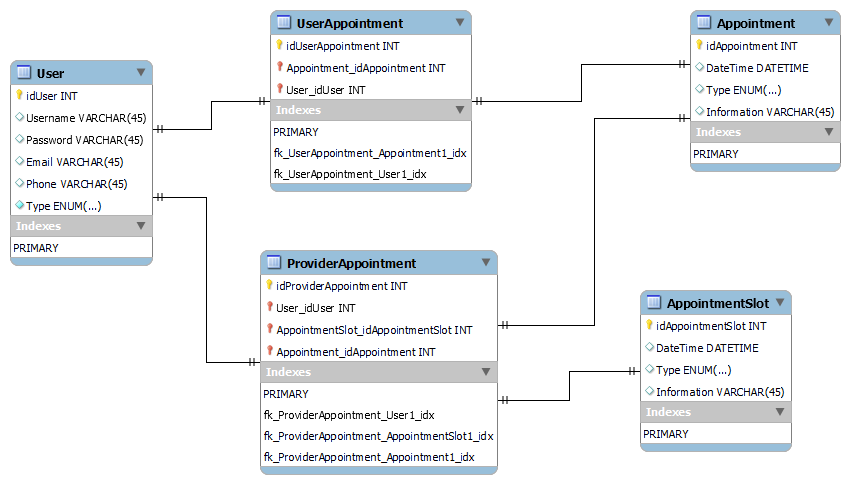 User
idUser INT
Username VARCHAR(45)
Password VARCHAR(45)
Email VARCHAR(45)
Phone VARCHAR(45)
Type ENUM(...)
Indexes
PRIMARY
UserAppointment
idUserAppointment INT
Appointment_idAppointment INT
User_idUser INT
Indexes
PRIMARY
fk_UserAppointment_Appointment1_idx
fk_UserAppointment_User1_idx
Appointment
idAppointment INT
DateTime DATETIME
Type ENUM(...)
Information VARCHAR(45)
Indexes
PRIMARY
ProviderAppointment
idProviderAppointment INT
User_idUser INT
AppointmentSlot_idAppointmentSlot INT
Appointment_idAppointment INT
Indexes
PRIMARY
fk_ProviderAppointment_User1_idx
fk_ProviderAppointment_AppointmentSlot1_idx
fk_ProviderAppointment_Appointment1_idx
AppointmentSlot
idAppointmentSlot INT
DateTime DATETIME
Type ENUM(...)
Information VARCHAR(45)
Indexes
PRIMARY